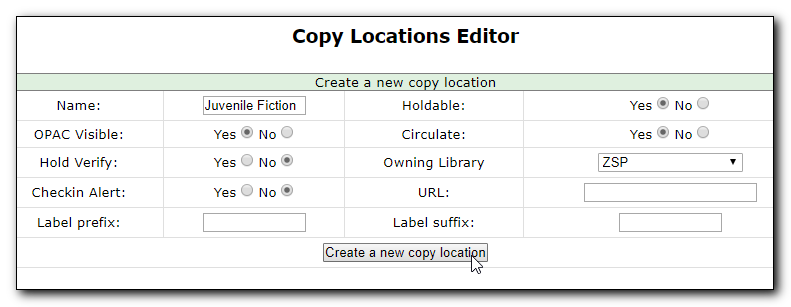 Copy Locations Editor
Create a new copy location
Name: Juvenile Fiction Holdable: Yes No
OPAC Visible: Yes No Circulate: Yes No
Hold Verify: Yes No Owning Library ZSP
Checkin Alert: Yes No URL:
Label prefix: Label suffix:
Create a new copy location